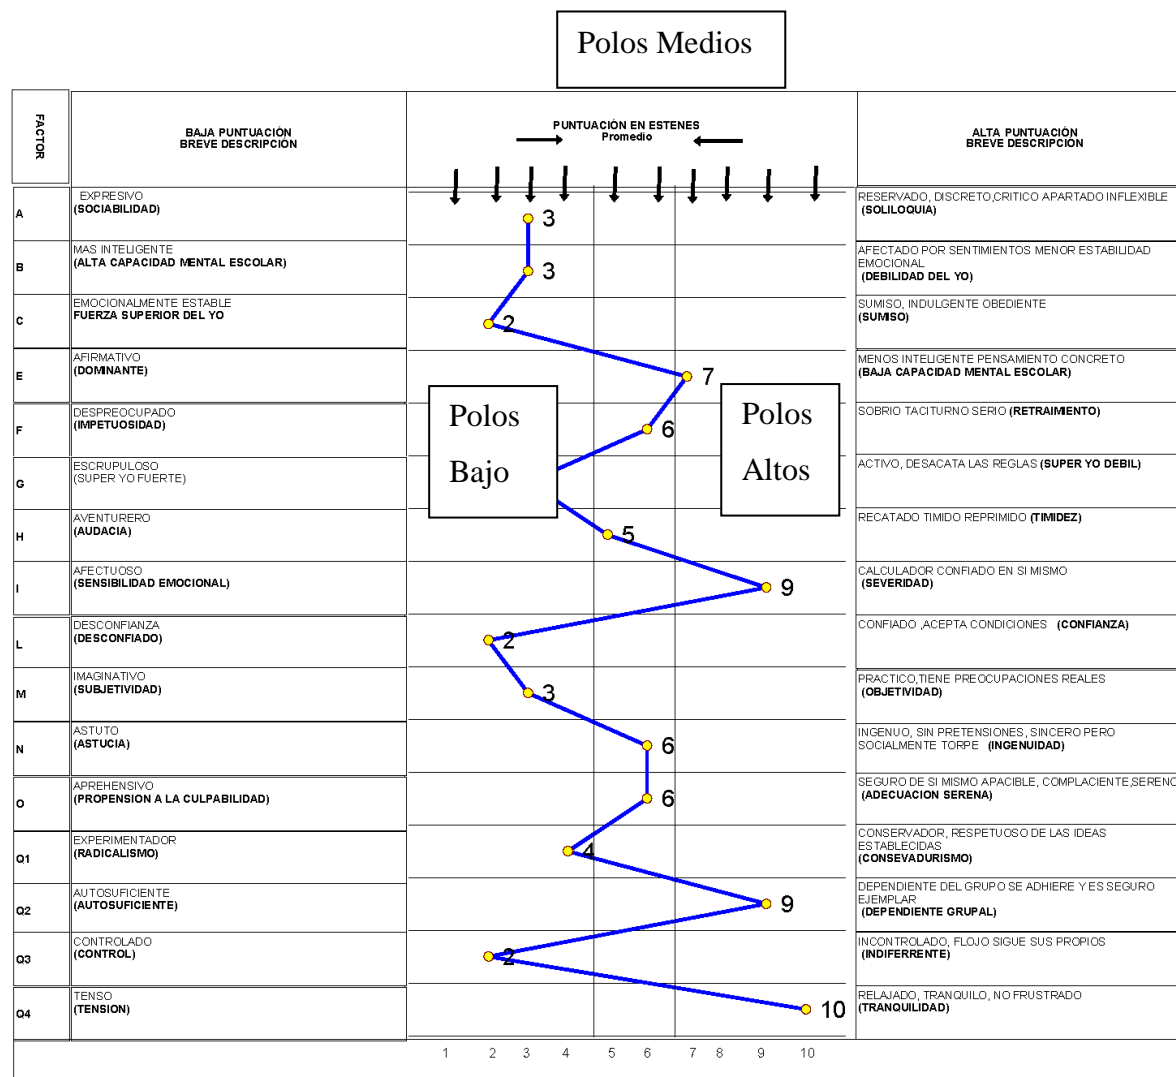 Polos Medios
FACTOR
BAJA PUNTUACIÓN
BREVE DESCRIPCIÓN
PUNTUACIÓN EN ESTENES
Promedio
ALTA PUNTUACIÓN
BREVE DESCRIPCIÓN
A
EXPRESIVO
(SOCIABILIDAD)
3
RESERVADO, DISCRETO,CRITICO APARTADO INFLEXIBLE
(SOLILOQUIA)
B
MAS INTELIGENTE
(ALTA CAPACIDAD MENTAL ESCOLAR)
3
AFECTADO POR SENTIMIENTOS MENOR ESTABILIDAD
EMOCIONAL
(DEBILIDAD DEL YO)
C
EMOCIONALMENTE ESTABLE
FUERZA SUPERIOR DEL YO
2
SUMISO, INDULGENTE OBEDIENTE
(SUMISO)
E
AFIRMATIVO
(DOMINANTE)
7
MENOS INTELIGENTE PENSAMIENTO CONCRETO
(BAJA CAPACIDAD MENTAL ESCOLAR)
Polos
Bajo
Polos
Altos
F
DESPREOCUPADO
(IMPETUOSIDAD)
6
SOBRIO TACITURNO SERIO (RETRAIMIENTO)
G
ESCRUPULOSO
(SUPER YO FUERTE)
ACTIVO, DESACATA LAS REGLAS (SUPER YO DEBIL)
H
AVENTURERO
(AUDACIA)
5
RECATADO TIMIDO REPRIMIDO (TIMIDEZ)
I
AFECTUOSO
(SENSIBILIDAD EMOCIONAL)
9
CALCULADOR CONFIADO EN SI MISMO
(SEVERIDAD)
L
DESCONFIANZA
(DESCONFIADO)
2
CONFIADO ,ACEPTA CONDICIONES (CONFIANZA)
M
IMAGINATIVO
(SUBJETIVIDAD)
3
PRACTICO,TIENE PREOCUPACIONES REALES
(OBJETIVIDAD)
N
ASTUTO
(ASTUCIA)
6
INGENUO, SIN PRETENSIONES, SINCERO PERO
SOCIALMENTE TORPE (INGENUIDAD)
O
APREHENSIVO
(PROPENSION A LA CULPABILIDAD)
6
SEGURO DE SI MISMO APACIBLE, COMPLACIENTE,SERENO
(ADECUACION SERENA)
Q1
EXPERIMENTADOR
(RADICALISMO)
4
CONSERVADOR, RESPETUOSO DE LAS IDEAS
ESTABLECIDAS
(CONSEVADURISMO)
Q2
AUTOSUFICIENTE
(AUTOSUFICIENTE)
9
DEPENDIENTE DEL GRUPO SE ADHIERE Y ES SEGURO
EJEMPLAR
(DEPENDIENTE GRUPAL)
Q3
CONTROLADO
(CONTROL)
2
INCONTROLADO, FLOJO SIGUE SUS PROPIOS
(INDIFERRENTE)
Q4
TENSO
(TENSION)
10
RELAJADO, TRANQUILO, NO FRUSTRADO
(TRANQUILIDAD)
1 2 3 4 5 6 7 8 9 10